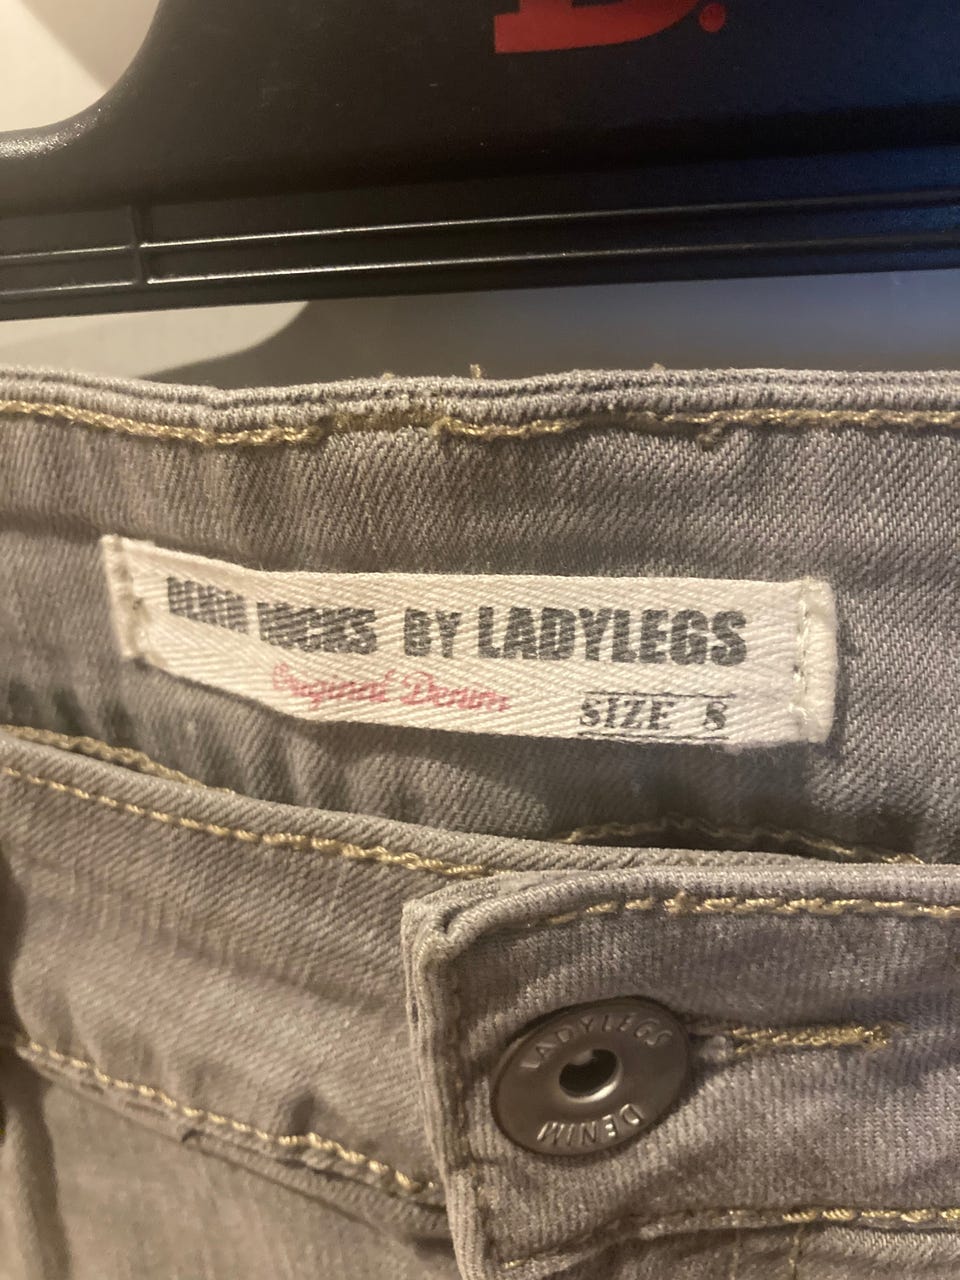 BY LADYLEGS
Original Denim
SIZE 8
LADYLEGS
DENIM